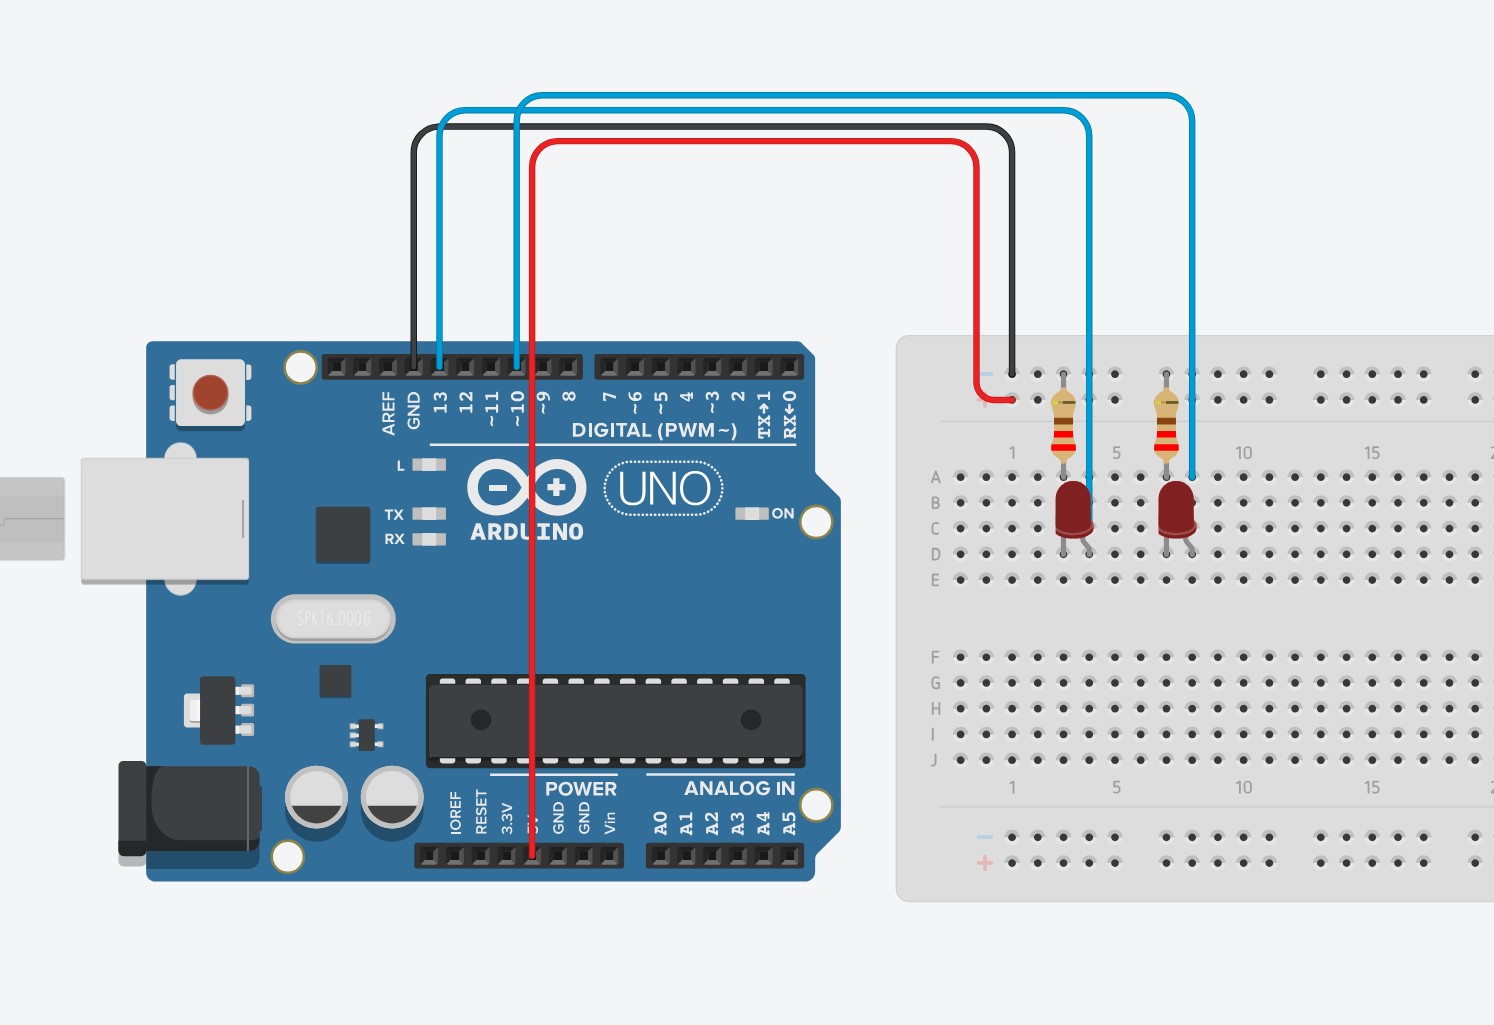 AREF
GND
13
12
~11
~10
~9
8
7
~6
~5
4
~3
2
TX→1
RX←0
DIGITAL (PWM~)
L
TX
RX
ARDUINO
UNO
ON
SPK16.000G
POWER
ANALOG IN
IOREF
RESET
3.3V
5V
GND
GND
Vin
A0
A1
A2
A3
A4
A5
1 5 10 15
A
B
C
D
E
F
G
H
I
J
1 5 10 15